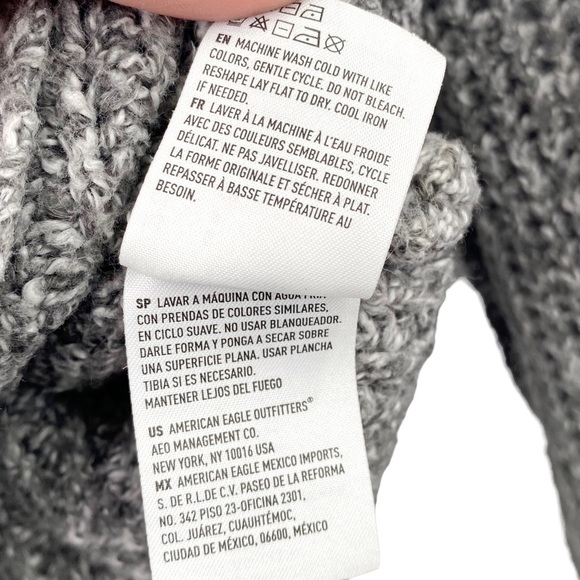 EN MACHINE WASH COLD WITH LIKE
COLORS, GENTLE CYCLE. DO NOT BLEACH.
RESHAPE LAY FLAT TO DRY. COOL IRON
IF NEEDED.
FR LAVER À LA MACHINE À L'EAU FROIDE
AVEC DES COULEURS SEMBLABLES, CYCLE
DÉLICAT. NE PAS JAVELLISER. REDONNER
LA FORME ORIGINALE ET SÉCHER À PLAT.
REPASSER À BASSE TEMPÉRATURE AU
BESOIN.
SP LAVAR A MÁQUINA CON AGUA FRÍA
CON PRENDAS DE COLORES SIMILARES,
EN CICLO SUAVE. NO USAR BLANQUEADOR.
DARLE FORMA Y PONGA A SECAR SOBRE
UNA SUPERFICIE PLANA. USAR PLANCHA
TIBIA SI ES NECESARIO.
MANTENER LEJOS DEL FUEGO
US AMERICAN EAGLE OUTFITTERS®
AEO MANAGEMENT CO.
NEW YORK, NY 10016 USA
MX AMERICAN EAGLE MEXICO IMPORTS,
S. DE R.L.DE C.V. PASEO DE LA REFORMA
NO. 342 PISO 23-OFICINA 2301,
COL. JUÁREZ, CUAUHTÉMOC,
CIUDAD DE MÉXICO, 06600, MÉXICO